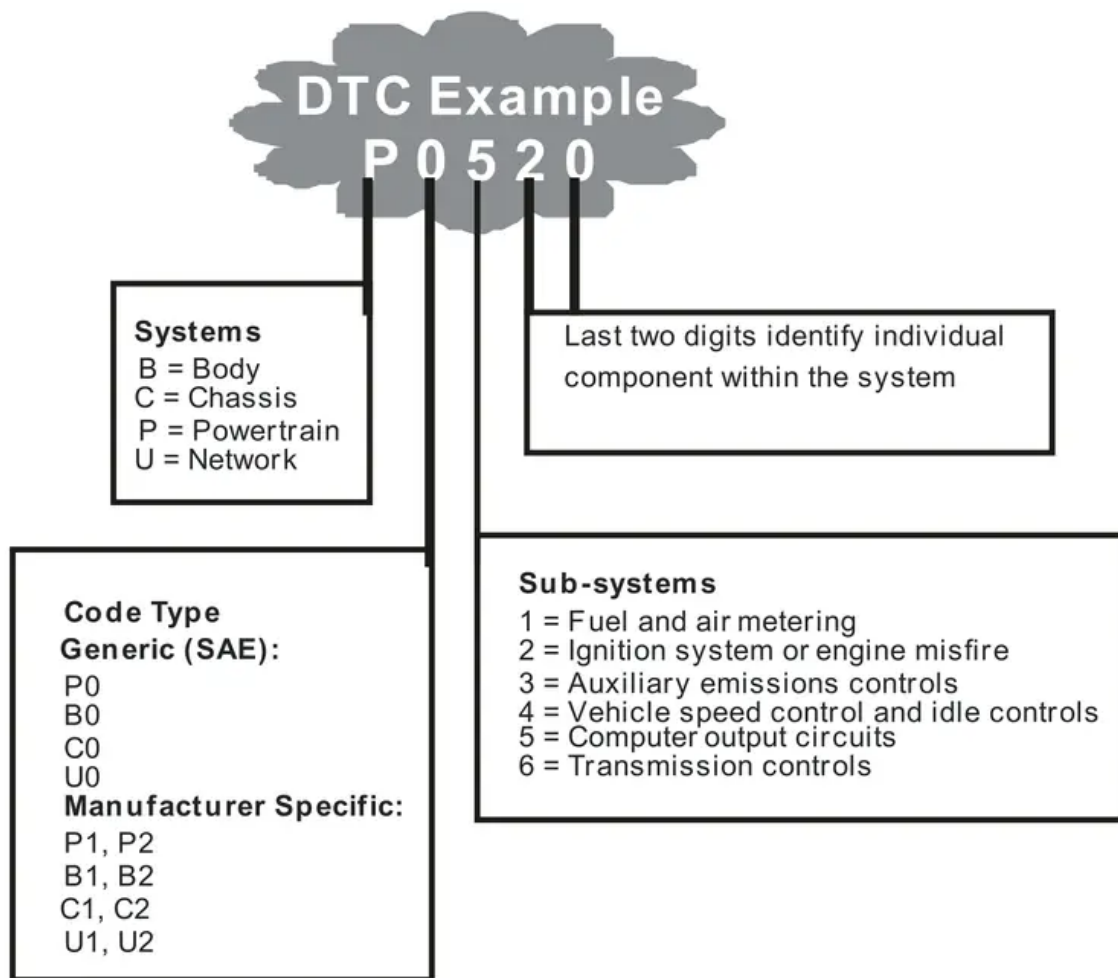 DTC Example
P 0 5 2 0
Systems
B = Body
C = Chassis
P = Powertrain
U = Network
Last two digits identify individual
component within the system
Code Type
Generic (SAE):
P0
B0
C0
U0
Manufacturer Specific:
P1, P2
B1, B2
C1, C2
U1, U2
Sub-systems
1 = Fuel and air metering
2 = Ignition system or engine misfire
3 = Auxiliary emissions controls
4 = Vehicle speed control and idle controls
5 = Computer output circuits
6 = Transmission controls